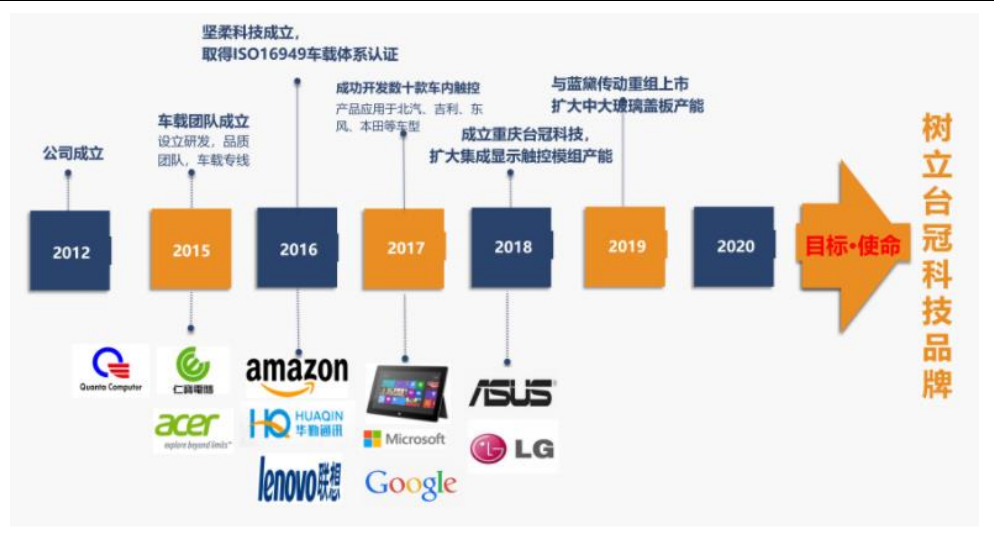 坚柔科技成立，
取得ISO16949车载体系认证
成功开发数十款车内触控
产品应用于北汽、吉利、东
风、本田等车型
与蓝黛传动重组上市
扩大中大玻璃盖板产能
车载团队成立
设立研发，品质
团队，车载专线
成立重庆台冠科技，
扩大集成显示触控模组产能
公司成立
2012
2015
2016
2017
2018
2019
2020
目标·使命
树立台冠科技品牌
Quanta Computer
仁寶電腦
acer
explore beyond limits™
amazon
HQ HUAQIN
华勤通讯
lenovo联想
Microsoft
Google
ASUS
LG